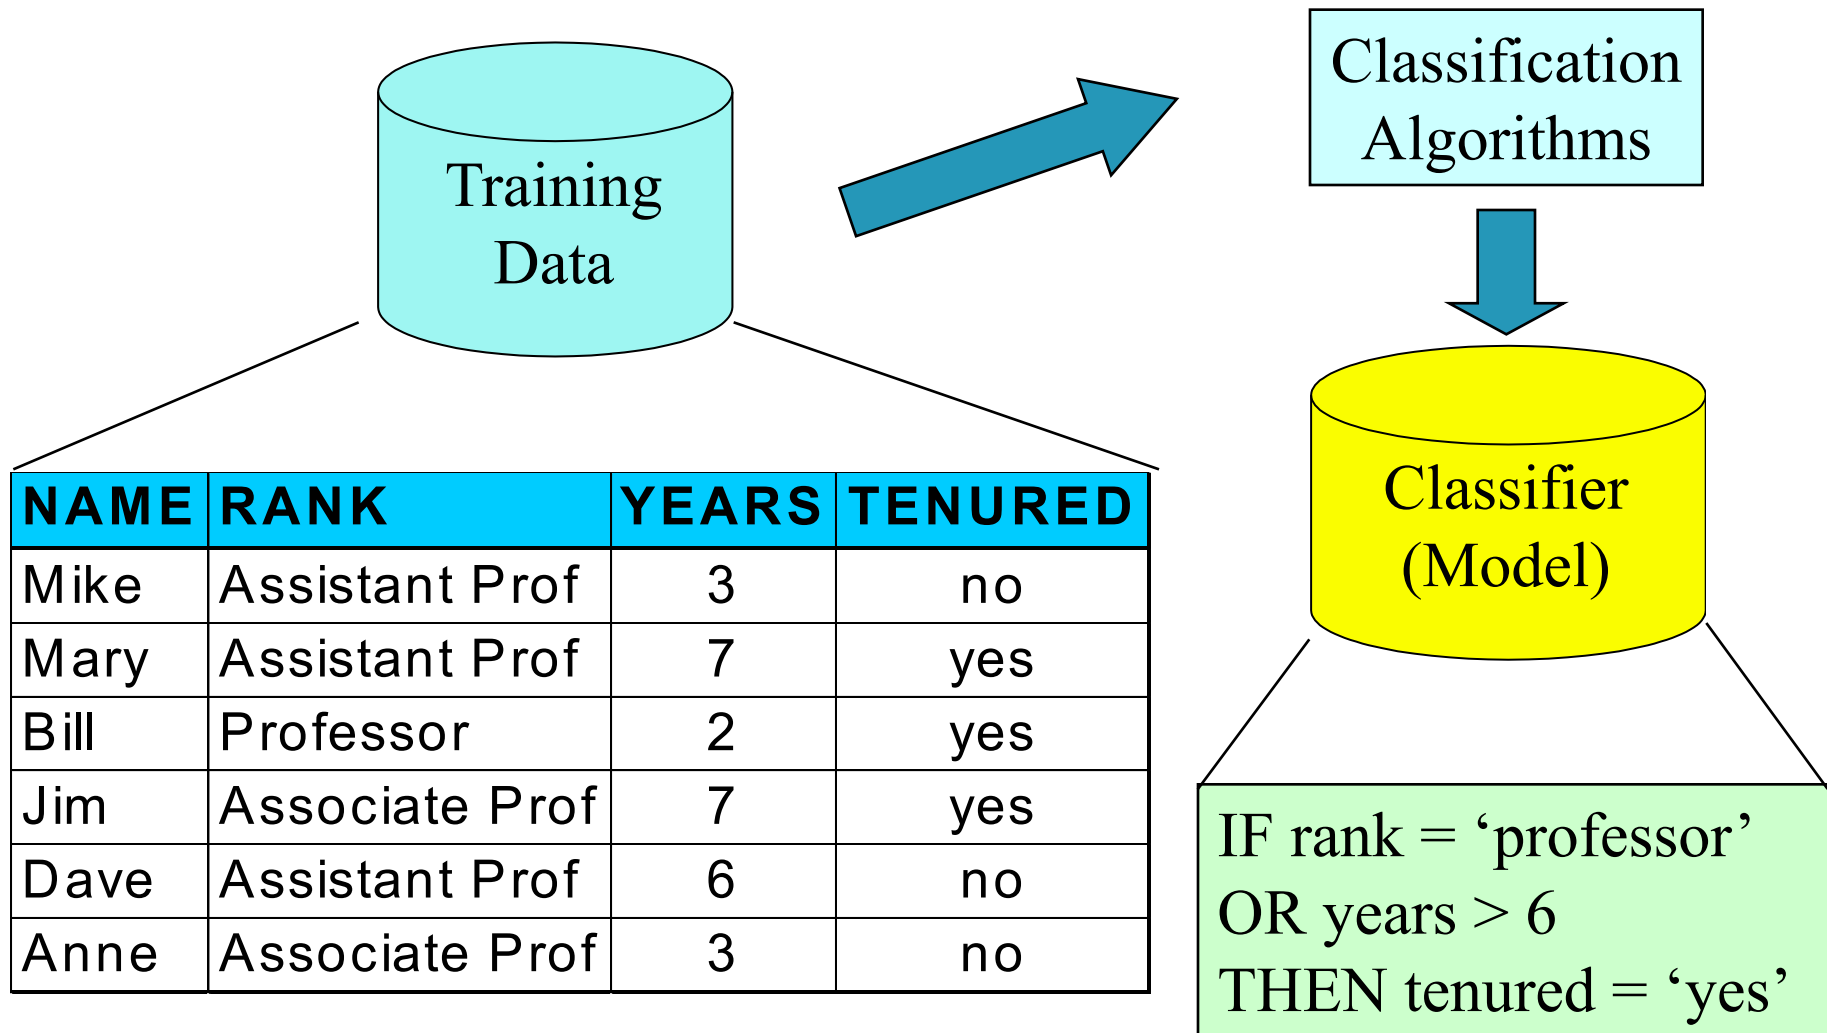 Training
Data
Classification
Algorithms
NAME RANK YEARS TENURED
Mike Assistant Prof 3 no
Mary Assistant Prof 7 yes
Bill Professor 2 yes
Jim Associate Prof 7 yes
Dave Assistant Prof 6 no
Anne Associate Prof 3 no
Classifier
(Model)
IF rank = ‘professor’
OR years > 6
THEN tenured = ‘yes’